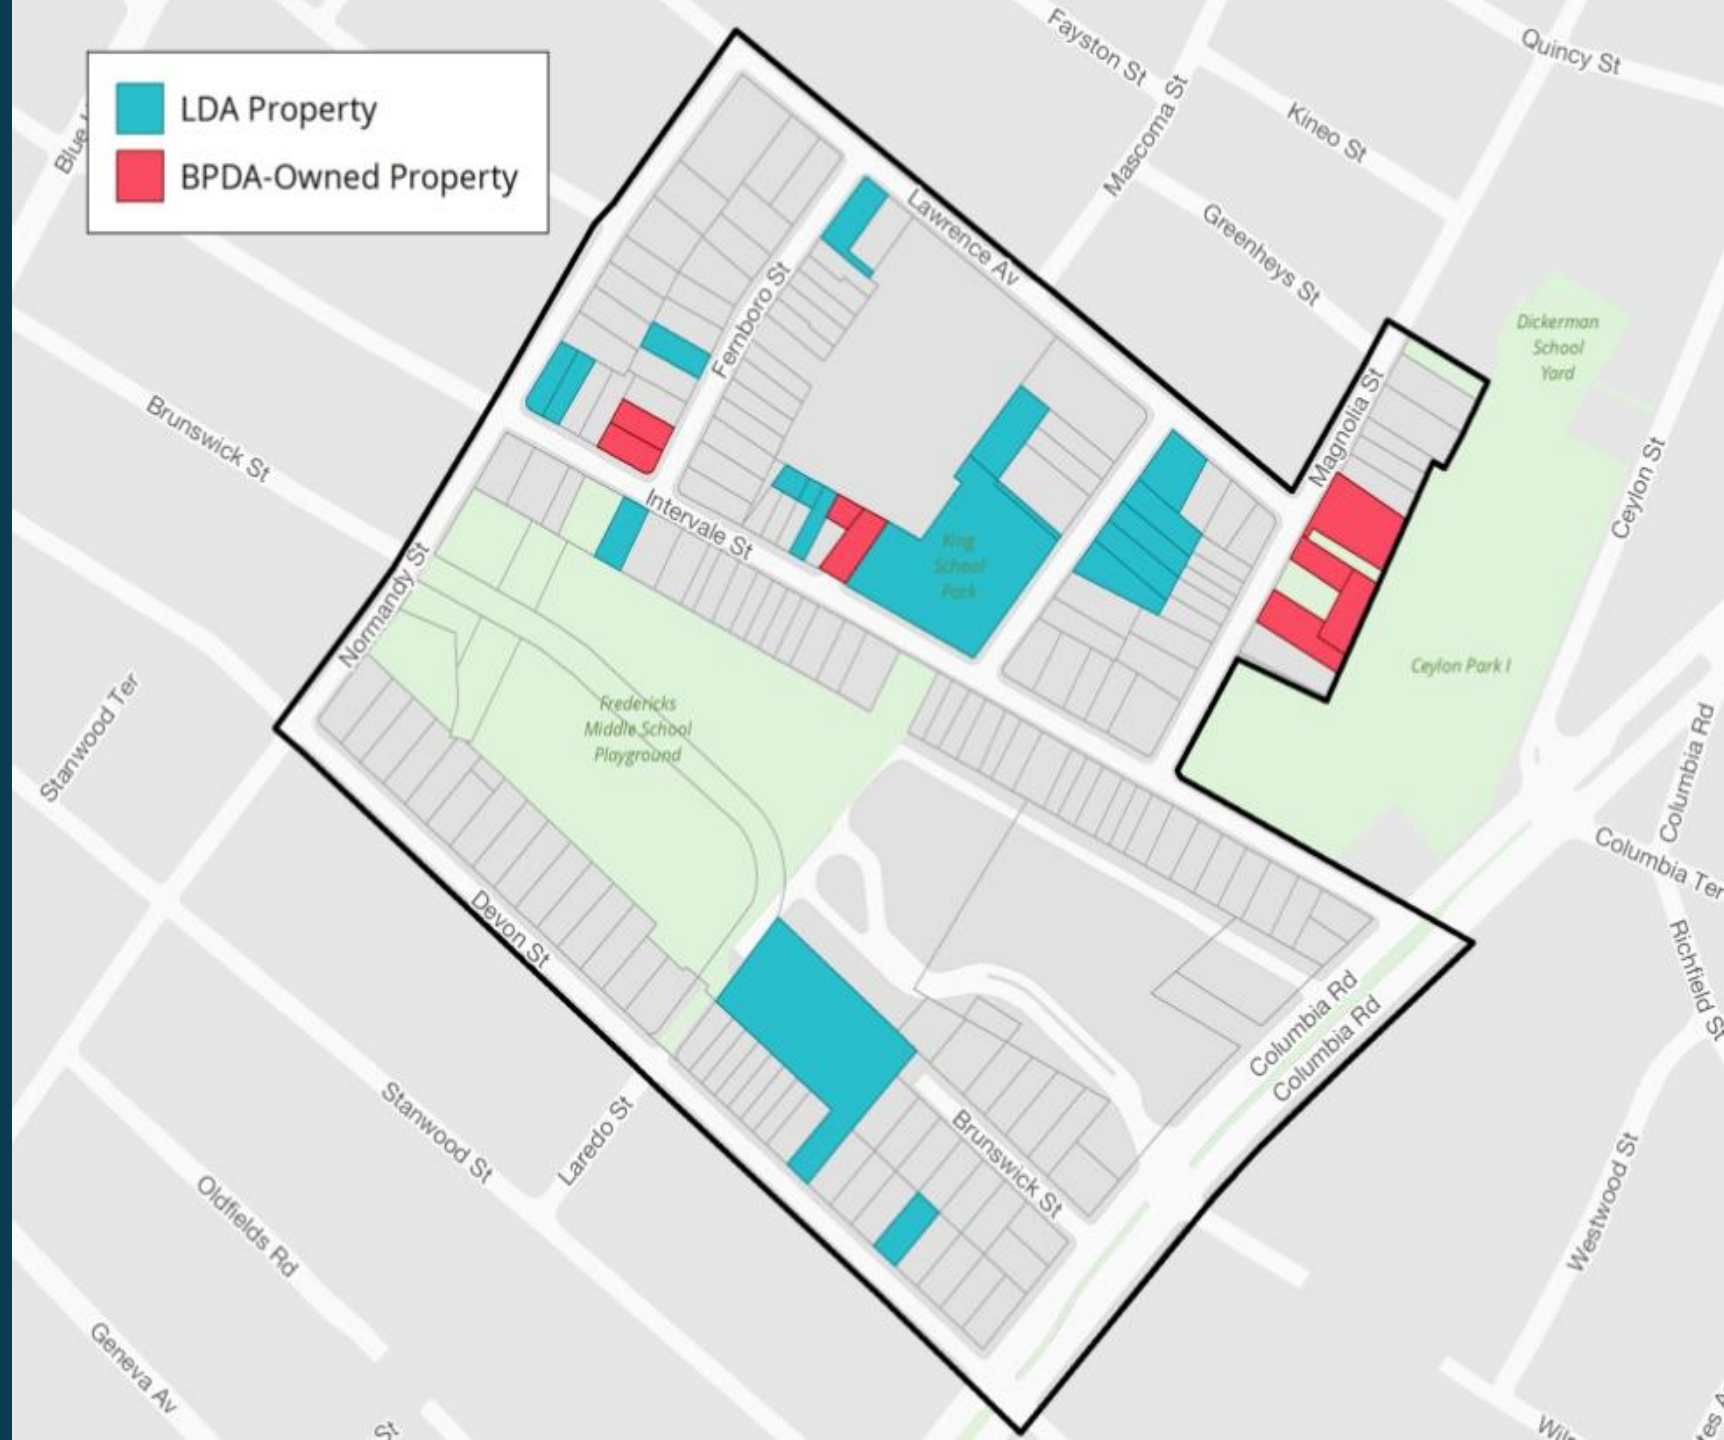 LDA Property
BPDA-Owned Property
Blue
Fayston St
Quincy St
Mascoma St
Kineo St
Lawrence Av
Greenheys St
Fernboro St
Dickerman
School
Yard
Magnolia St
Brunswick St
Ceylon St
Intervale St
King
School
Park
Normandy St
Ceylon Park I
Stanwood Ter
Fredericks
Middle School
Playground
Columbia Rd
Columbia Ter
Devon St
Richfield St
Columbia Rd
Columbia Rd
Stanwood St
Laredo St
Brunswick St
Westwood St
Oldfields Rd
Geneva Av
St